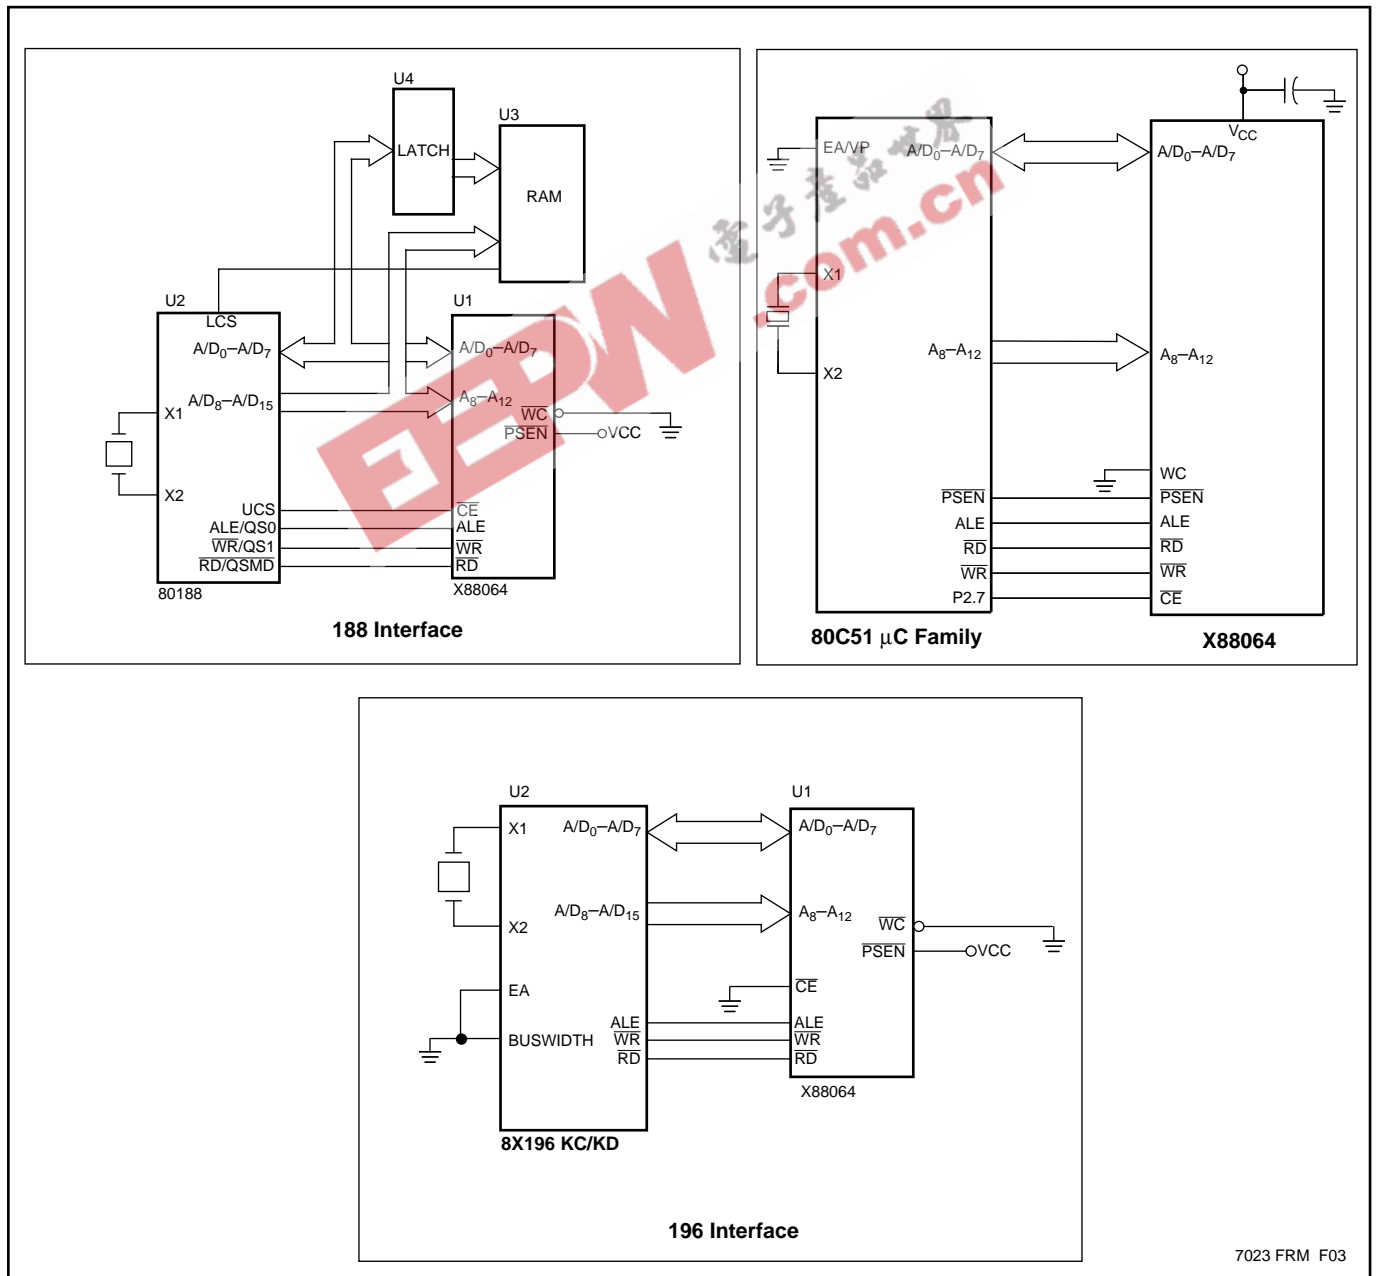 U4
LATCH
U3
RAM
U2
LCS
A/D0–A/D7
A/D8–A/D15
X1
X2
UCS
ALE/QS0
WR/QS1
RD/QSMD
80188
U1
A/D0–A/D7
A8–A12
WC
PSEN
VCC
CE
ALE
WR
RD
X88064
188 Interface
EA/VP
A/D0–A/D7
X1
X2
A8–A12
PSEN
ALE
RD
WR
P2.7
80C51 µC Family
VCC
A/D0–A/D7
A8–A12
WC
PSEN
ALE
RD
WR
CE
X88064
電子產品世界
EEPW
.com.cn
U2
X1
A/D0–A/D7
A/D8–A/D15
X2
EA
BUSWIDTH
ALE
WR
RD
8X196 KC/KD
U1
A/D0–A/D7
A8–A12
WC
PSEN
VCC
CE
ALE
WR
RD
X88064
196 Interface
7023 FRM F03